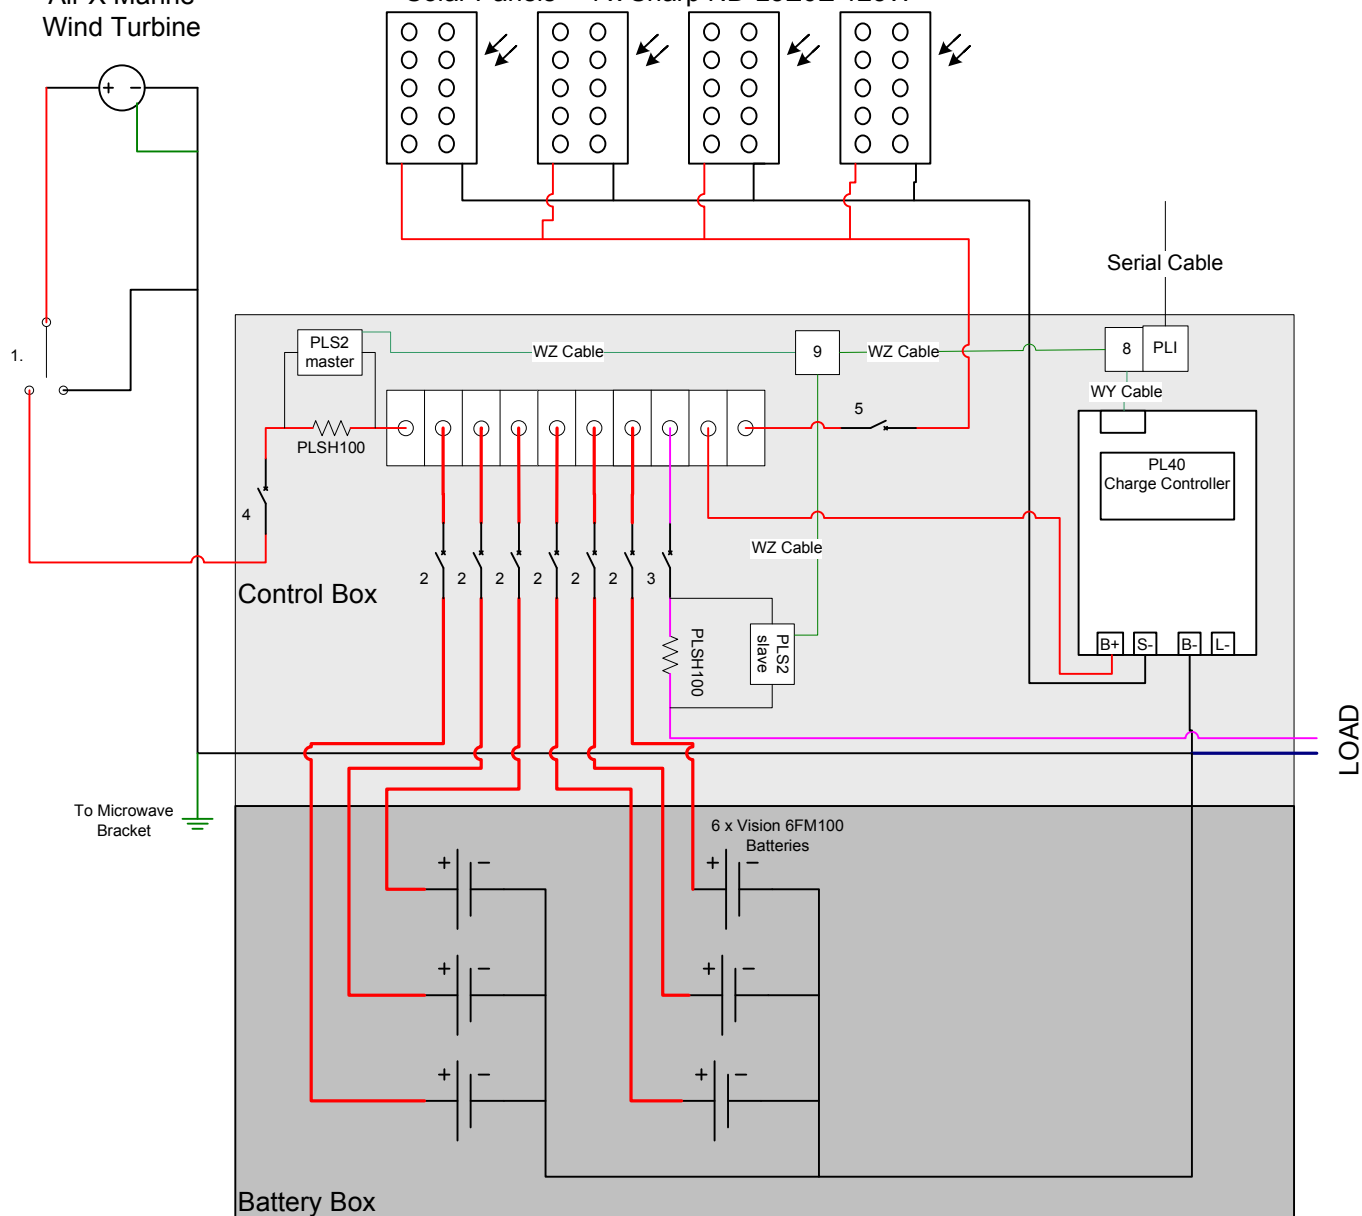 Wind Turbine
+ −
Serial Cable
1.
PLS2
master
WZ Cable
9
WZ Cable
8
PLI
WY Cable
5
PLSH100
PL40
Charge Controller
4
WZ Cable
2
2
2
2
2
2
3
Control Box
PLSH100
PLS2
slave
B+
S-
B-
L-
LOAD
To Microwave
Bracket
6 x Vision 6FM100
Batteries
+ −
+ −
+ −
+ −
+ −
+ −
Battery Box